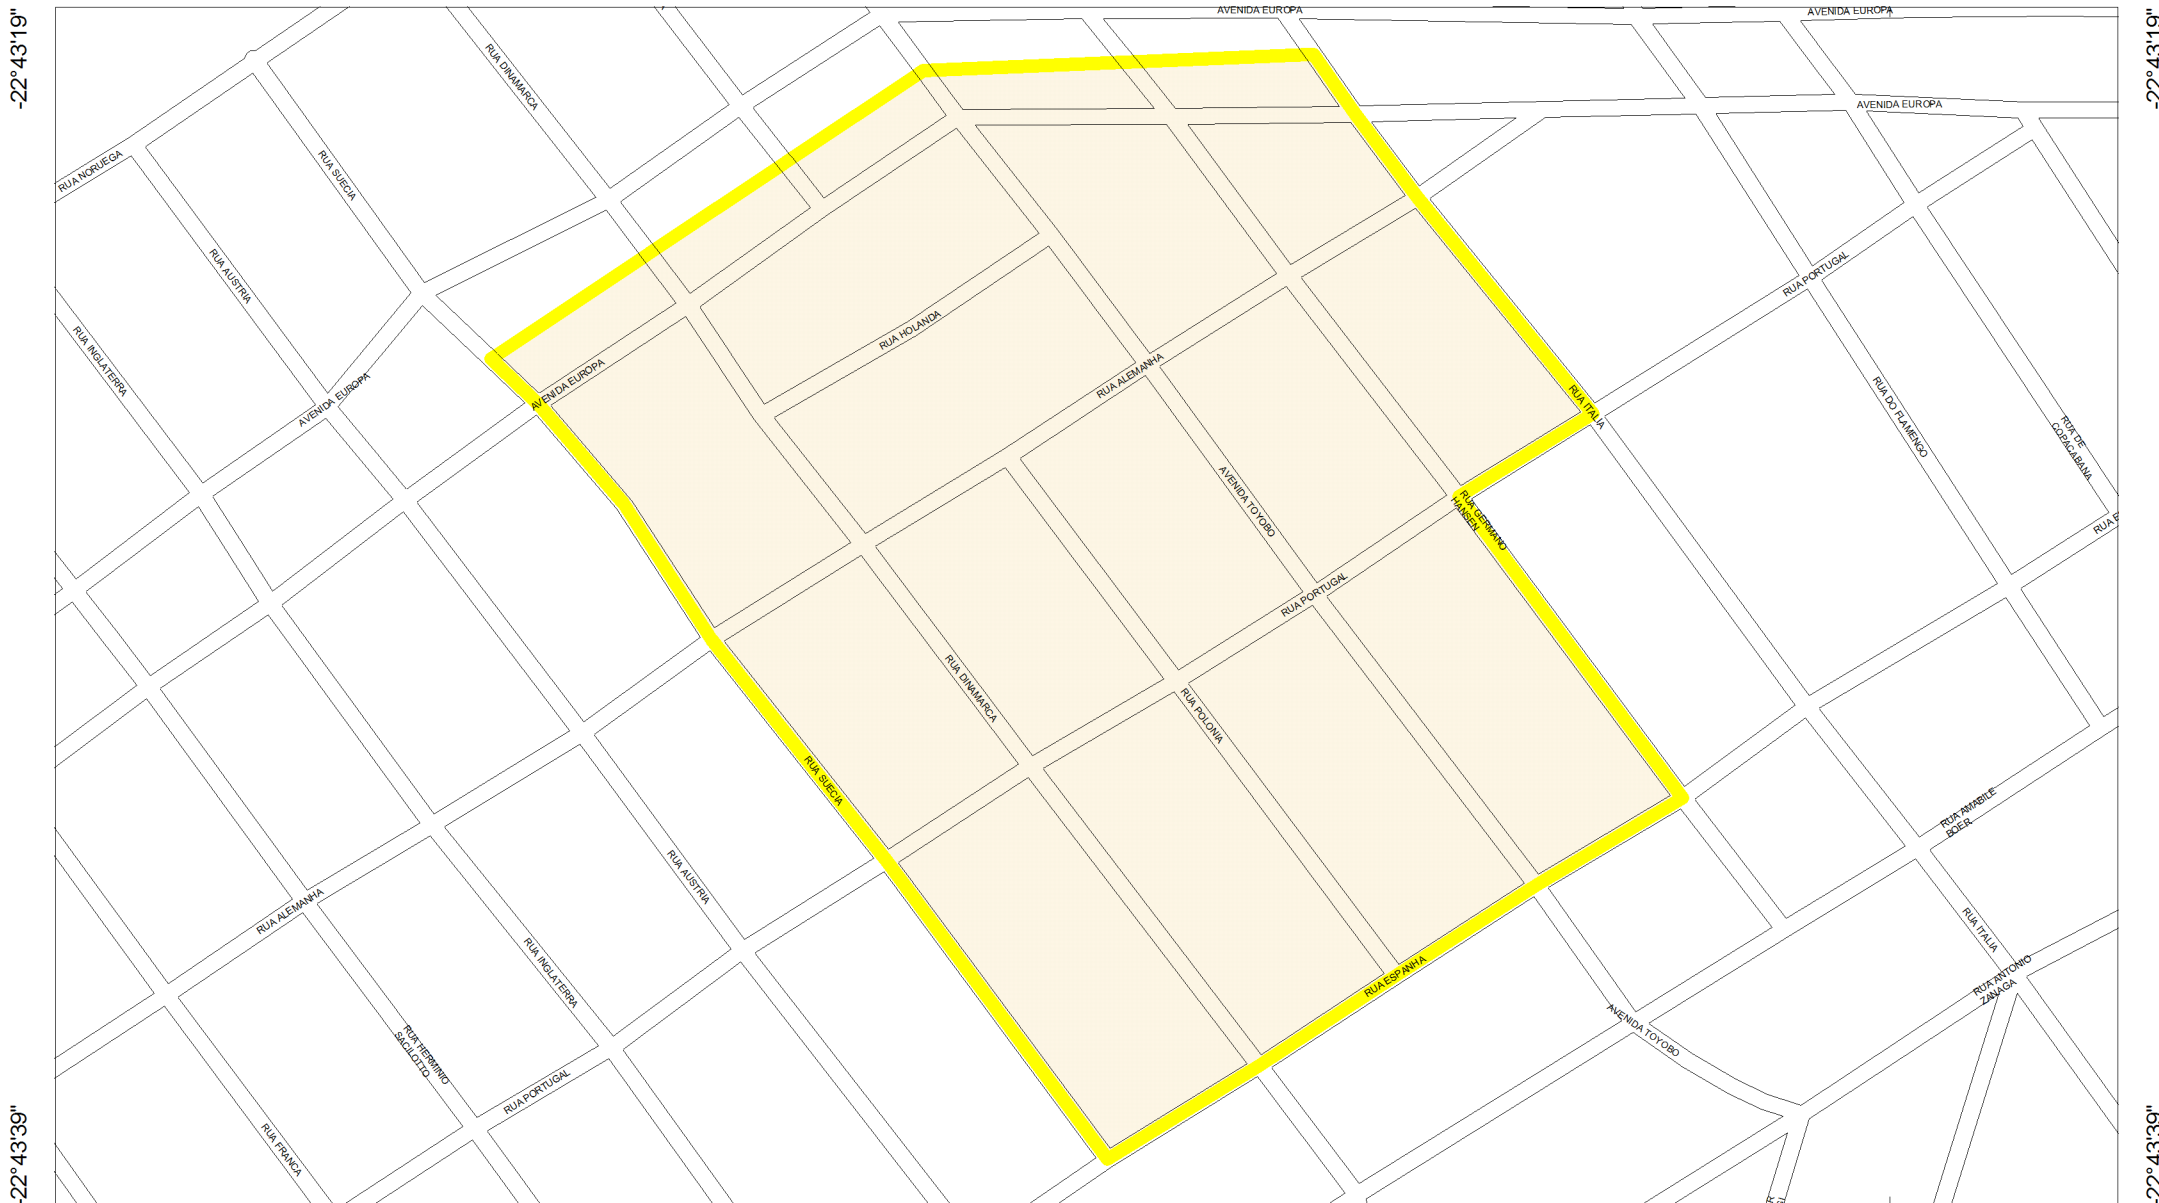 AVENIDA EUROPA
AVENIDA EUROPA
-22°43'19"
-22°43'19"
RUA DINAMARCA
AVENIDA EUROPA
RUA NORUEGA
RUA SUECIA
RUA AUSTRIA
RUA PORTUGAL
RUA INGLATERRA
RUA HOLANDA
RUA ALEMANHA
AVENIDA EUROPA
AVENIDA EUROPA
RUA ITALIA
RUA DO FLAMENGO
RUA DE
COPACABANA
AVENIDA TOYOBO
RUA GERMANO
HANSEN
RUA E
RUA PORTUGAL
RUA DINAMARCA
RUA POLONIA
RUA SUECIA
RUA AMABILE
BOER
RUA AUSTRIA
RUA ALEMANHA
RUA ITALIA
RUA INGLATERRA
RUA ESPANHA
RUA ANTONIO
ZANAGA
AVENIDA TOYOBO
RUA HERMINIO
SACILOTTO
RUA PORTUGAL
RUA FRANCA
-22°43'39"
-22°43'39"